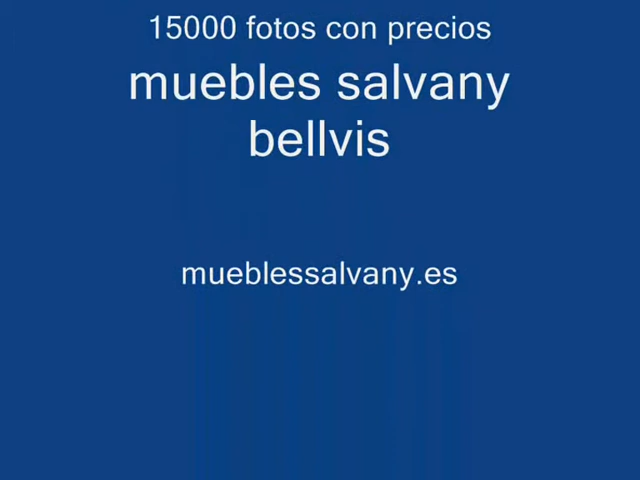 15000 fotos con precios
muebles salvany
bellvis
mueblessalvany.es